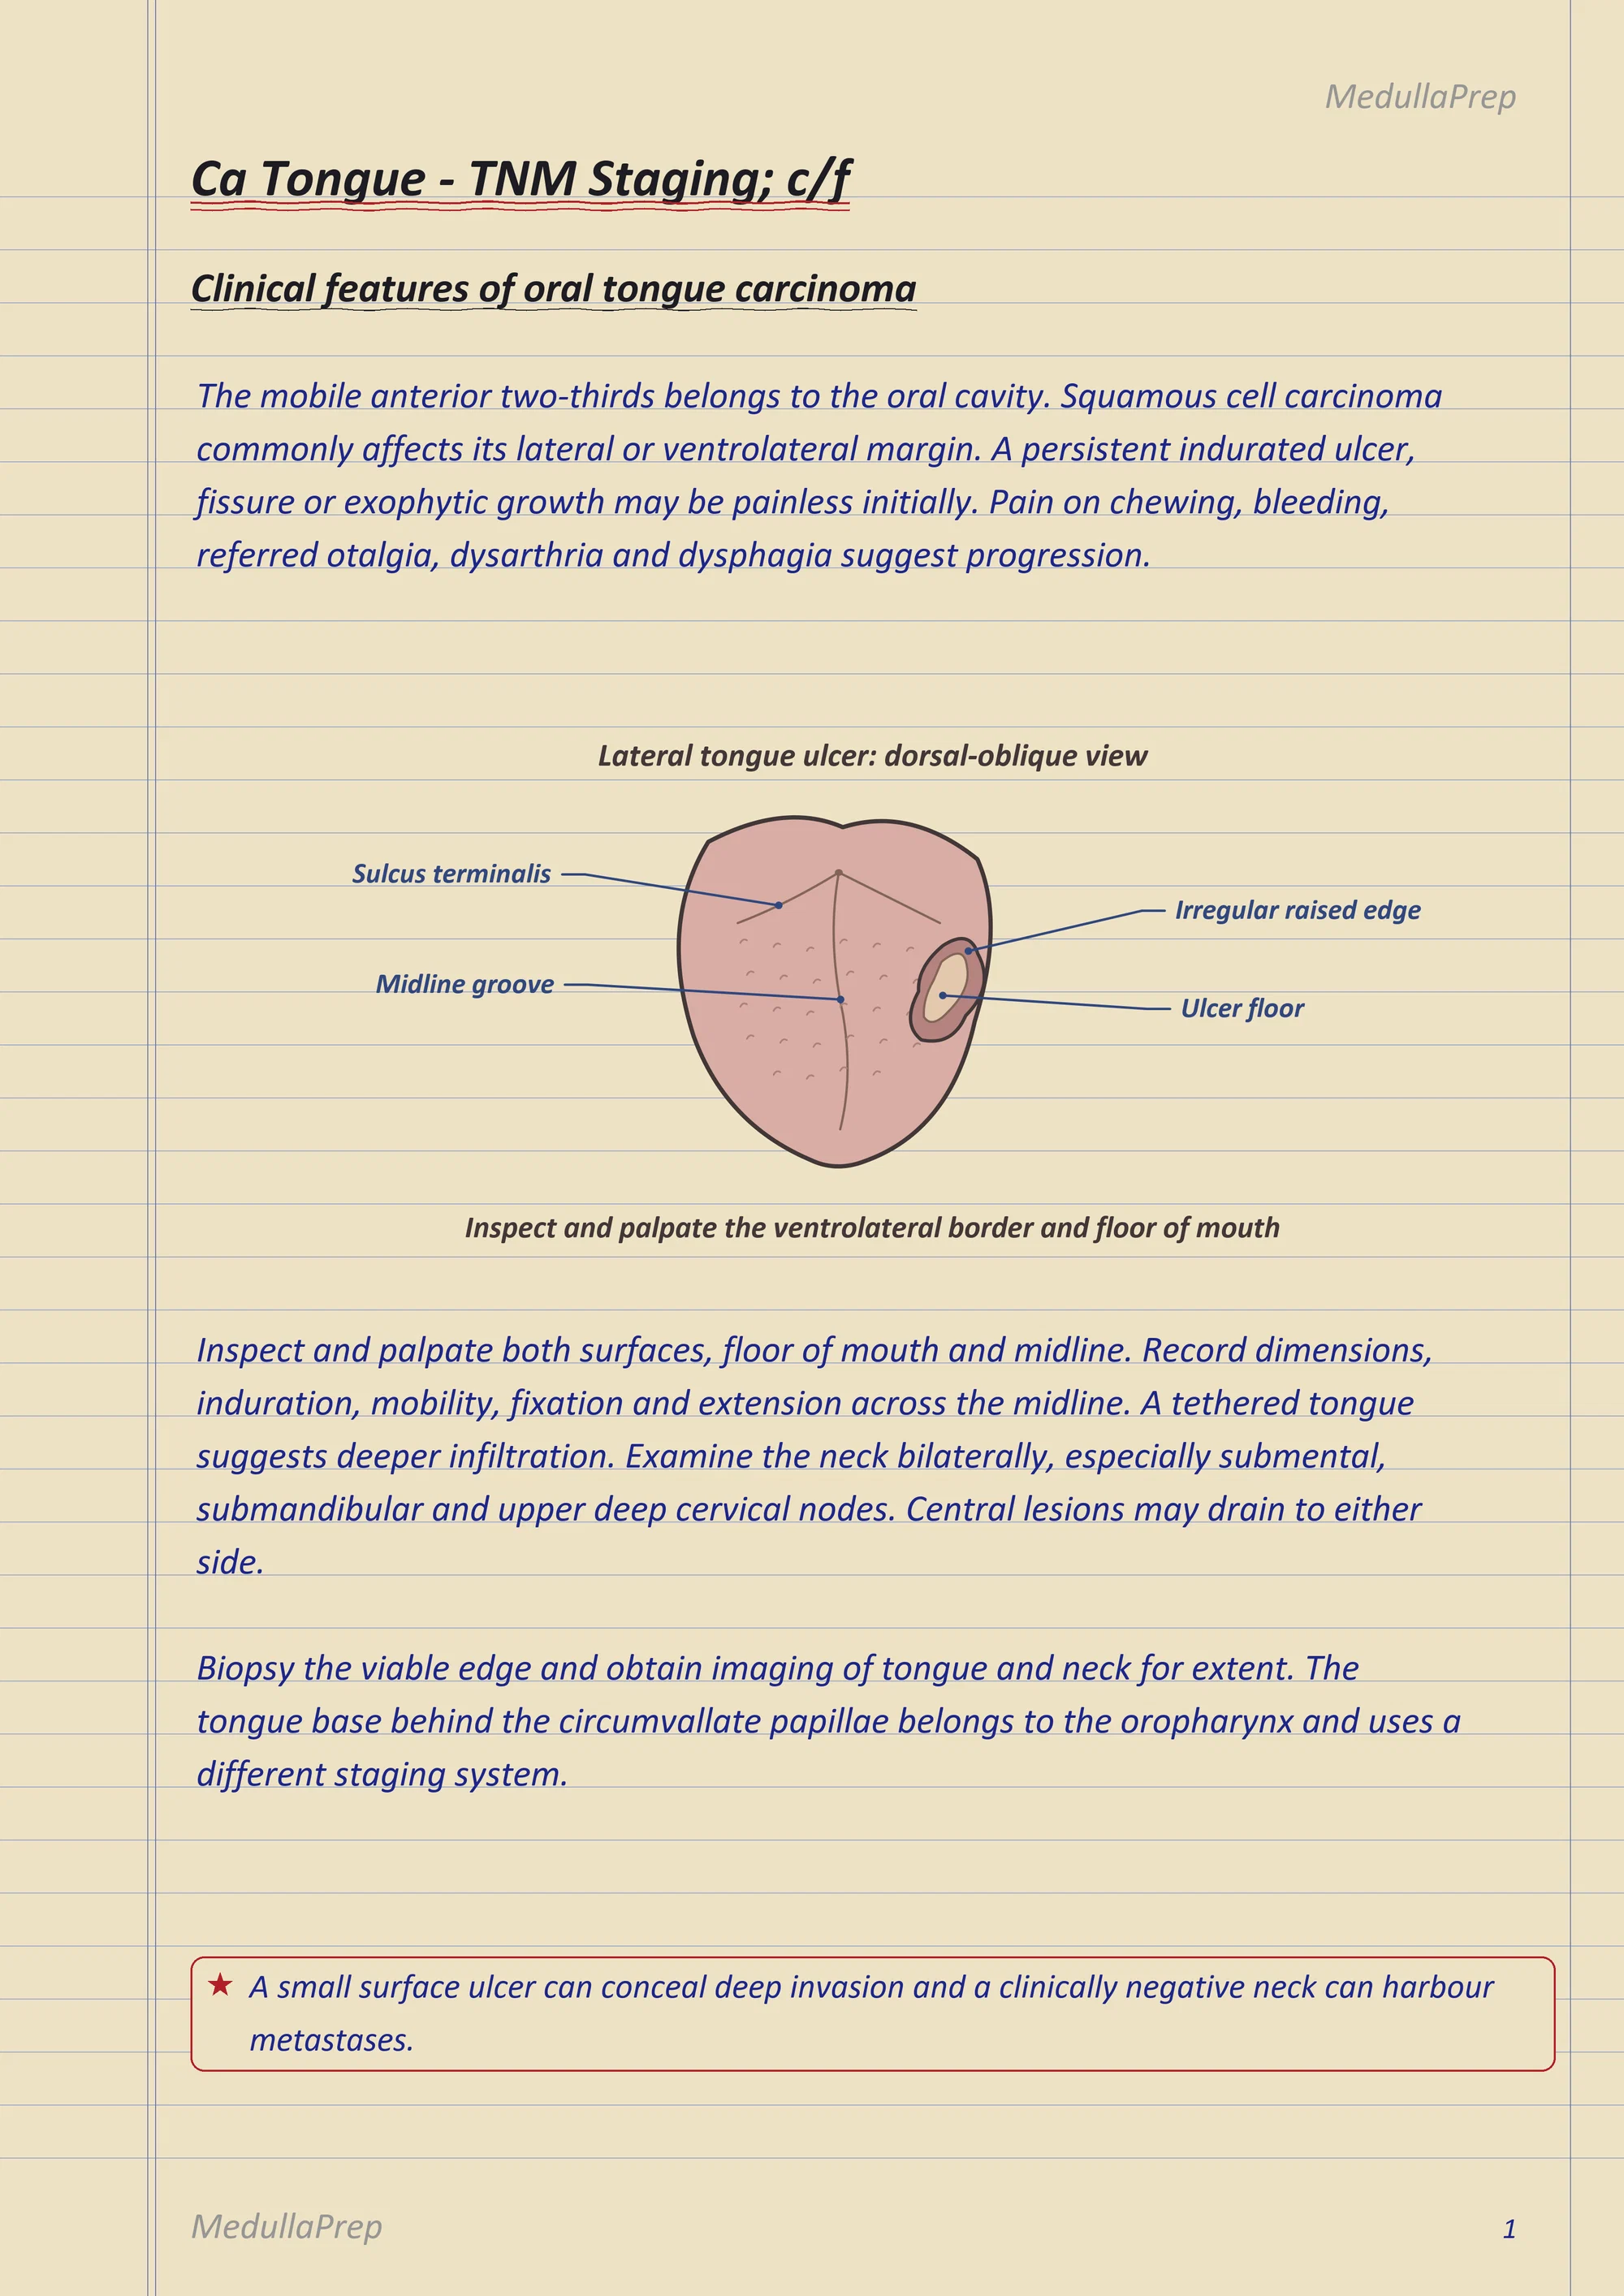 MedullaPrep
Ca Tongue - TNM Staging; c/f
Clinical features of oral tongue carcinoma
The mobile anterior two-thirds belongs to the oral cavity. Squamous cell carcinoma
commonly affects its lateral or ventrolateral margin. A persistent indurated ulcer,
fissure or exophytic growth may be painless initially. Pain on chewing, bleeding,
referred otalgia, dysarthria and dysphagia suggest progression.
Lateral tongue ulcer: dorsal-oblique view
Sulcus terminalis
Irregular raised edge
Midline groove
Ulcer floor
Inspect and palpate the ventrolateral border and floor of mouth
Inspect and palpate both surfaces, floor of mouth and midline. Record dimensions,
induration, mobility, fixation and extension across the midline. A tethered tongue
suggests deeper infiltration. Examine the neck bilaterally, especially submental,
submandibular and upper deep cervical nodes. Central lesions may drain to either
side.
Biopsy the viable edge and obtain imaging of tongue and neck for extent. The
tongue base behind the circumvallate papillae belongs to the oropharynx and uses a
different staging system.
★ A small surface ulcer can conceal deep invasion and a clinically negative neck can harbour
metastases.
MedullaPrep
1